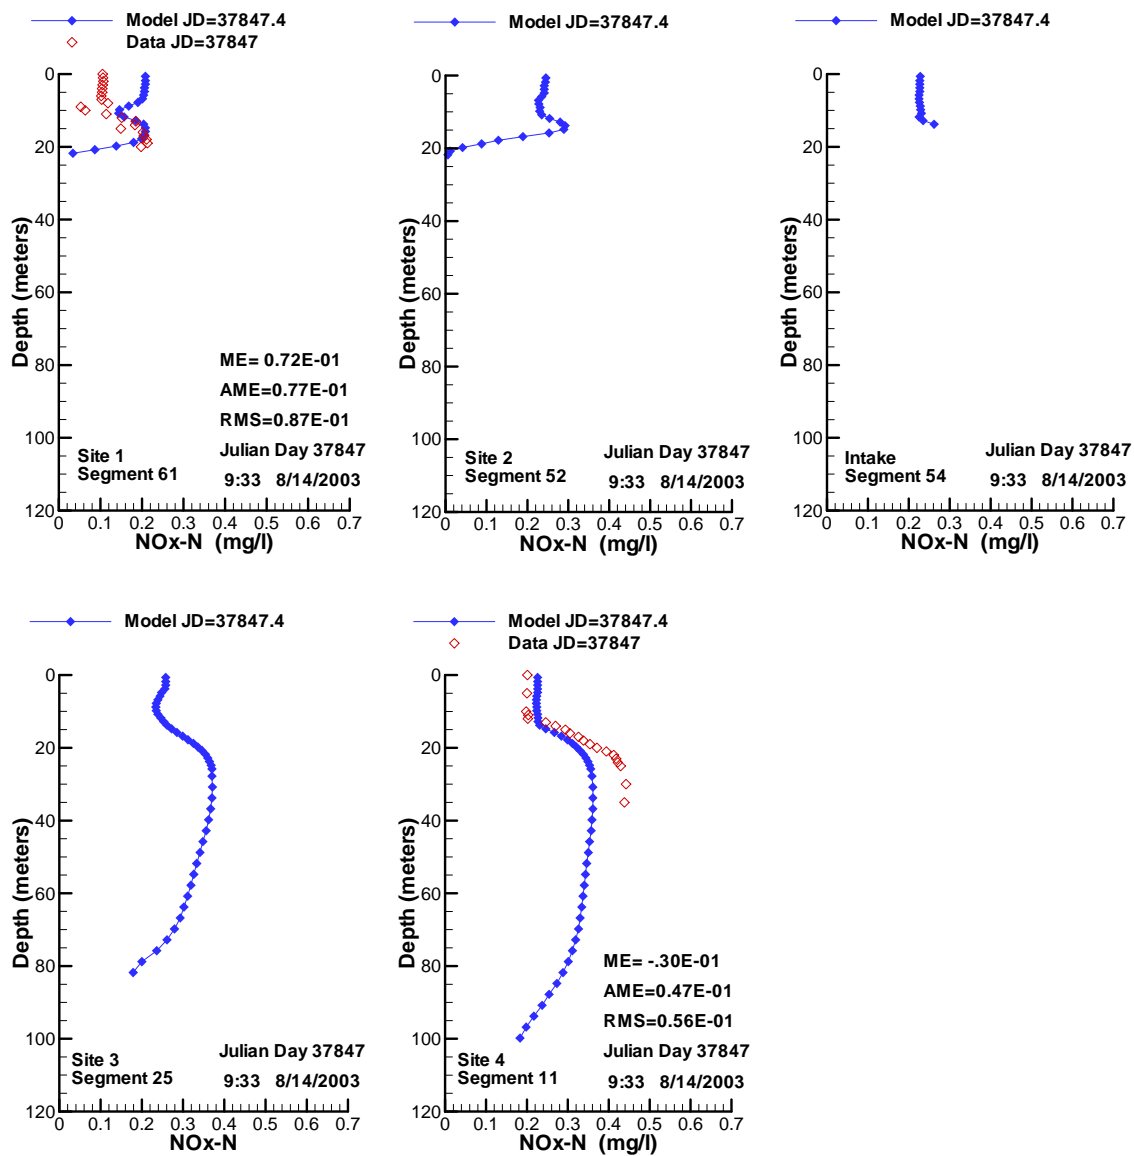 Model JD=37847.4
Data JD=37847
0
20
40
60
80
100
120
Depth (meters)
ME= 0.72E-01
AME=0.77E-01
RMS=0.87E-01
Julian Day 37847
9:33 8/14/2003
Site 1
Segment 61
0 0.1 0.2 0.3 0.4 0.5 0.6 0.7
NOx-N (mg/l)
Model JD=37847.4
0
20
40
60
80
100
120
Depth (meters)
Julian Day 37847
9:33 8/14/2003
Site 2
Segment 52
0 0.1 0.2 0.3 0.4 0.5 0.6 0.7
NOx-N (mg/l)
Model JD=37847.4
0
20
40
60
80
100
120
Depth (meters)
Julian Day 37847
9:33 8/14/2003
Intake
Segment 54
0 0.1 0.2 0.3 0.4 0.5 0.6 0.7
NOx-N (mg/l)
Model JD=37847.4
0
20
40
60
80
100
120
Depth (meters)
Julian Day 37847
9:33 8/14/2003
Site 3
Segment 25
0 0.1 0.2 0.3 0.4 0.5 0.6 0.7
NOx-N
Model JD=37847.4
Data JD=37847
0
20
40
60
80
100
120
Depth (meters)
ME= -.30E-01
AME=0.47E-01
RMS=0.56E-01
Julian Day 37847
9:33 8/14/2003
Site 4
Segment 11
0 0.1 0.2 0.3 0.4 0.5 0.6 0.7
NOx-N (mg/l)